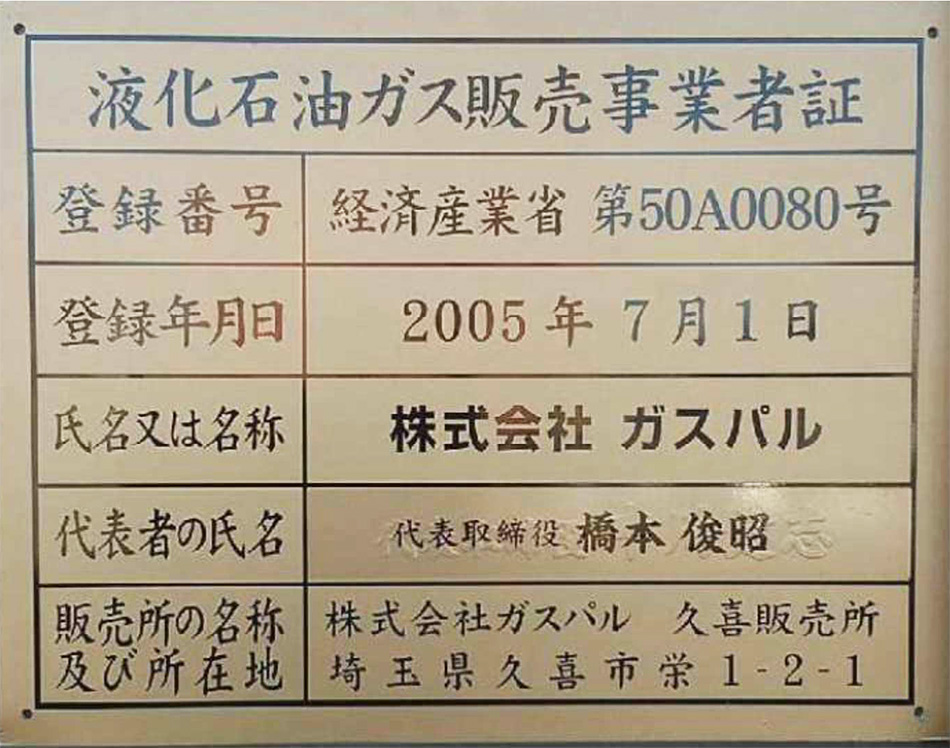 液化石油ガス販売事業者証
登録番号 経済産業省 第50A0080号
登録年月日 2005年7月1日
氏名又は名称 株式会社 ガスパル
代表者の氏名 代表取締役 橋本 俊昭
販売所の名称 株式会社ガスパル 久喜販売所
及び所在地 埼玉県久喜市栄1-2-1